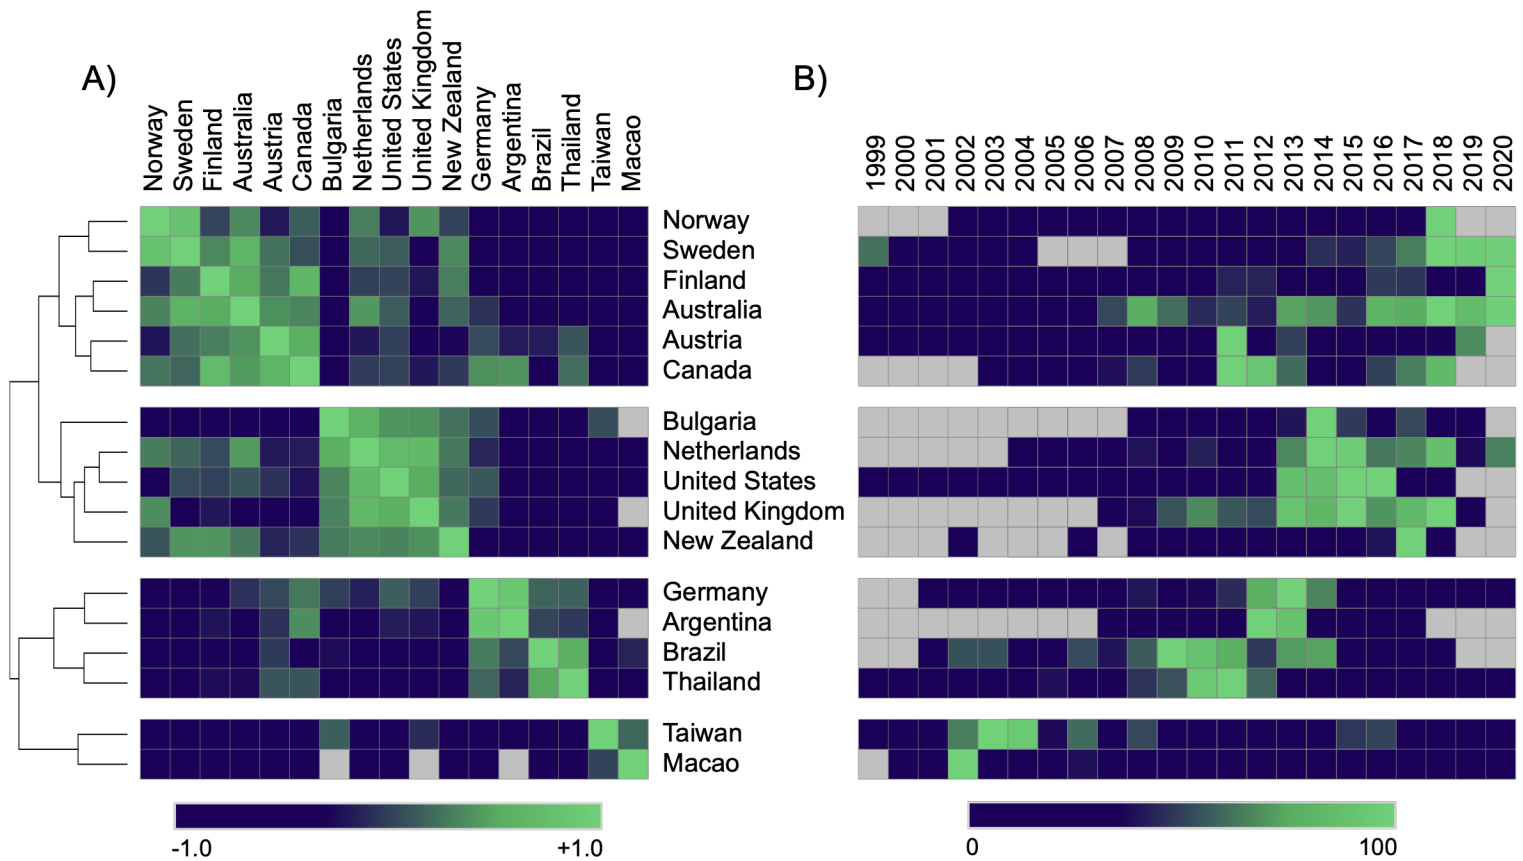 A)
Norway
Sweden
Finland
Australia
Austria
Canada
Bulgaria
Netherlands
United States
United Kingdom
New Zealand
Germany
Argentina
Brazil
Thailand
Taiwan
Macao
Norway
Sweden
Finland
Australia
Austria
Canada
Bulgaria
Netherlands
United States
United Kingdom
New Zealand
Germany
Argentina
Brazil
Thailand
Taiwan
Macao
-1.0
+1.0
B)
1999
2000
2001
2002
2003
2004
2005
2006
2007
2008
2009
2010
2011
2012
2013
2014
2015
2016
2017
2018
2019
2020
0
100